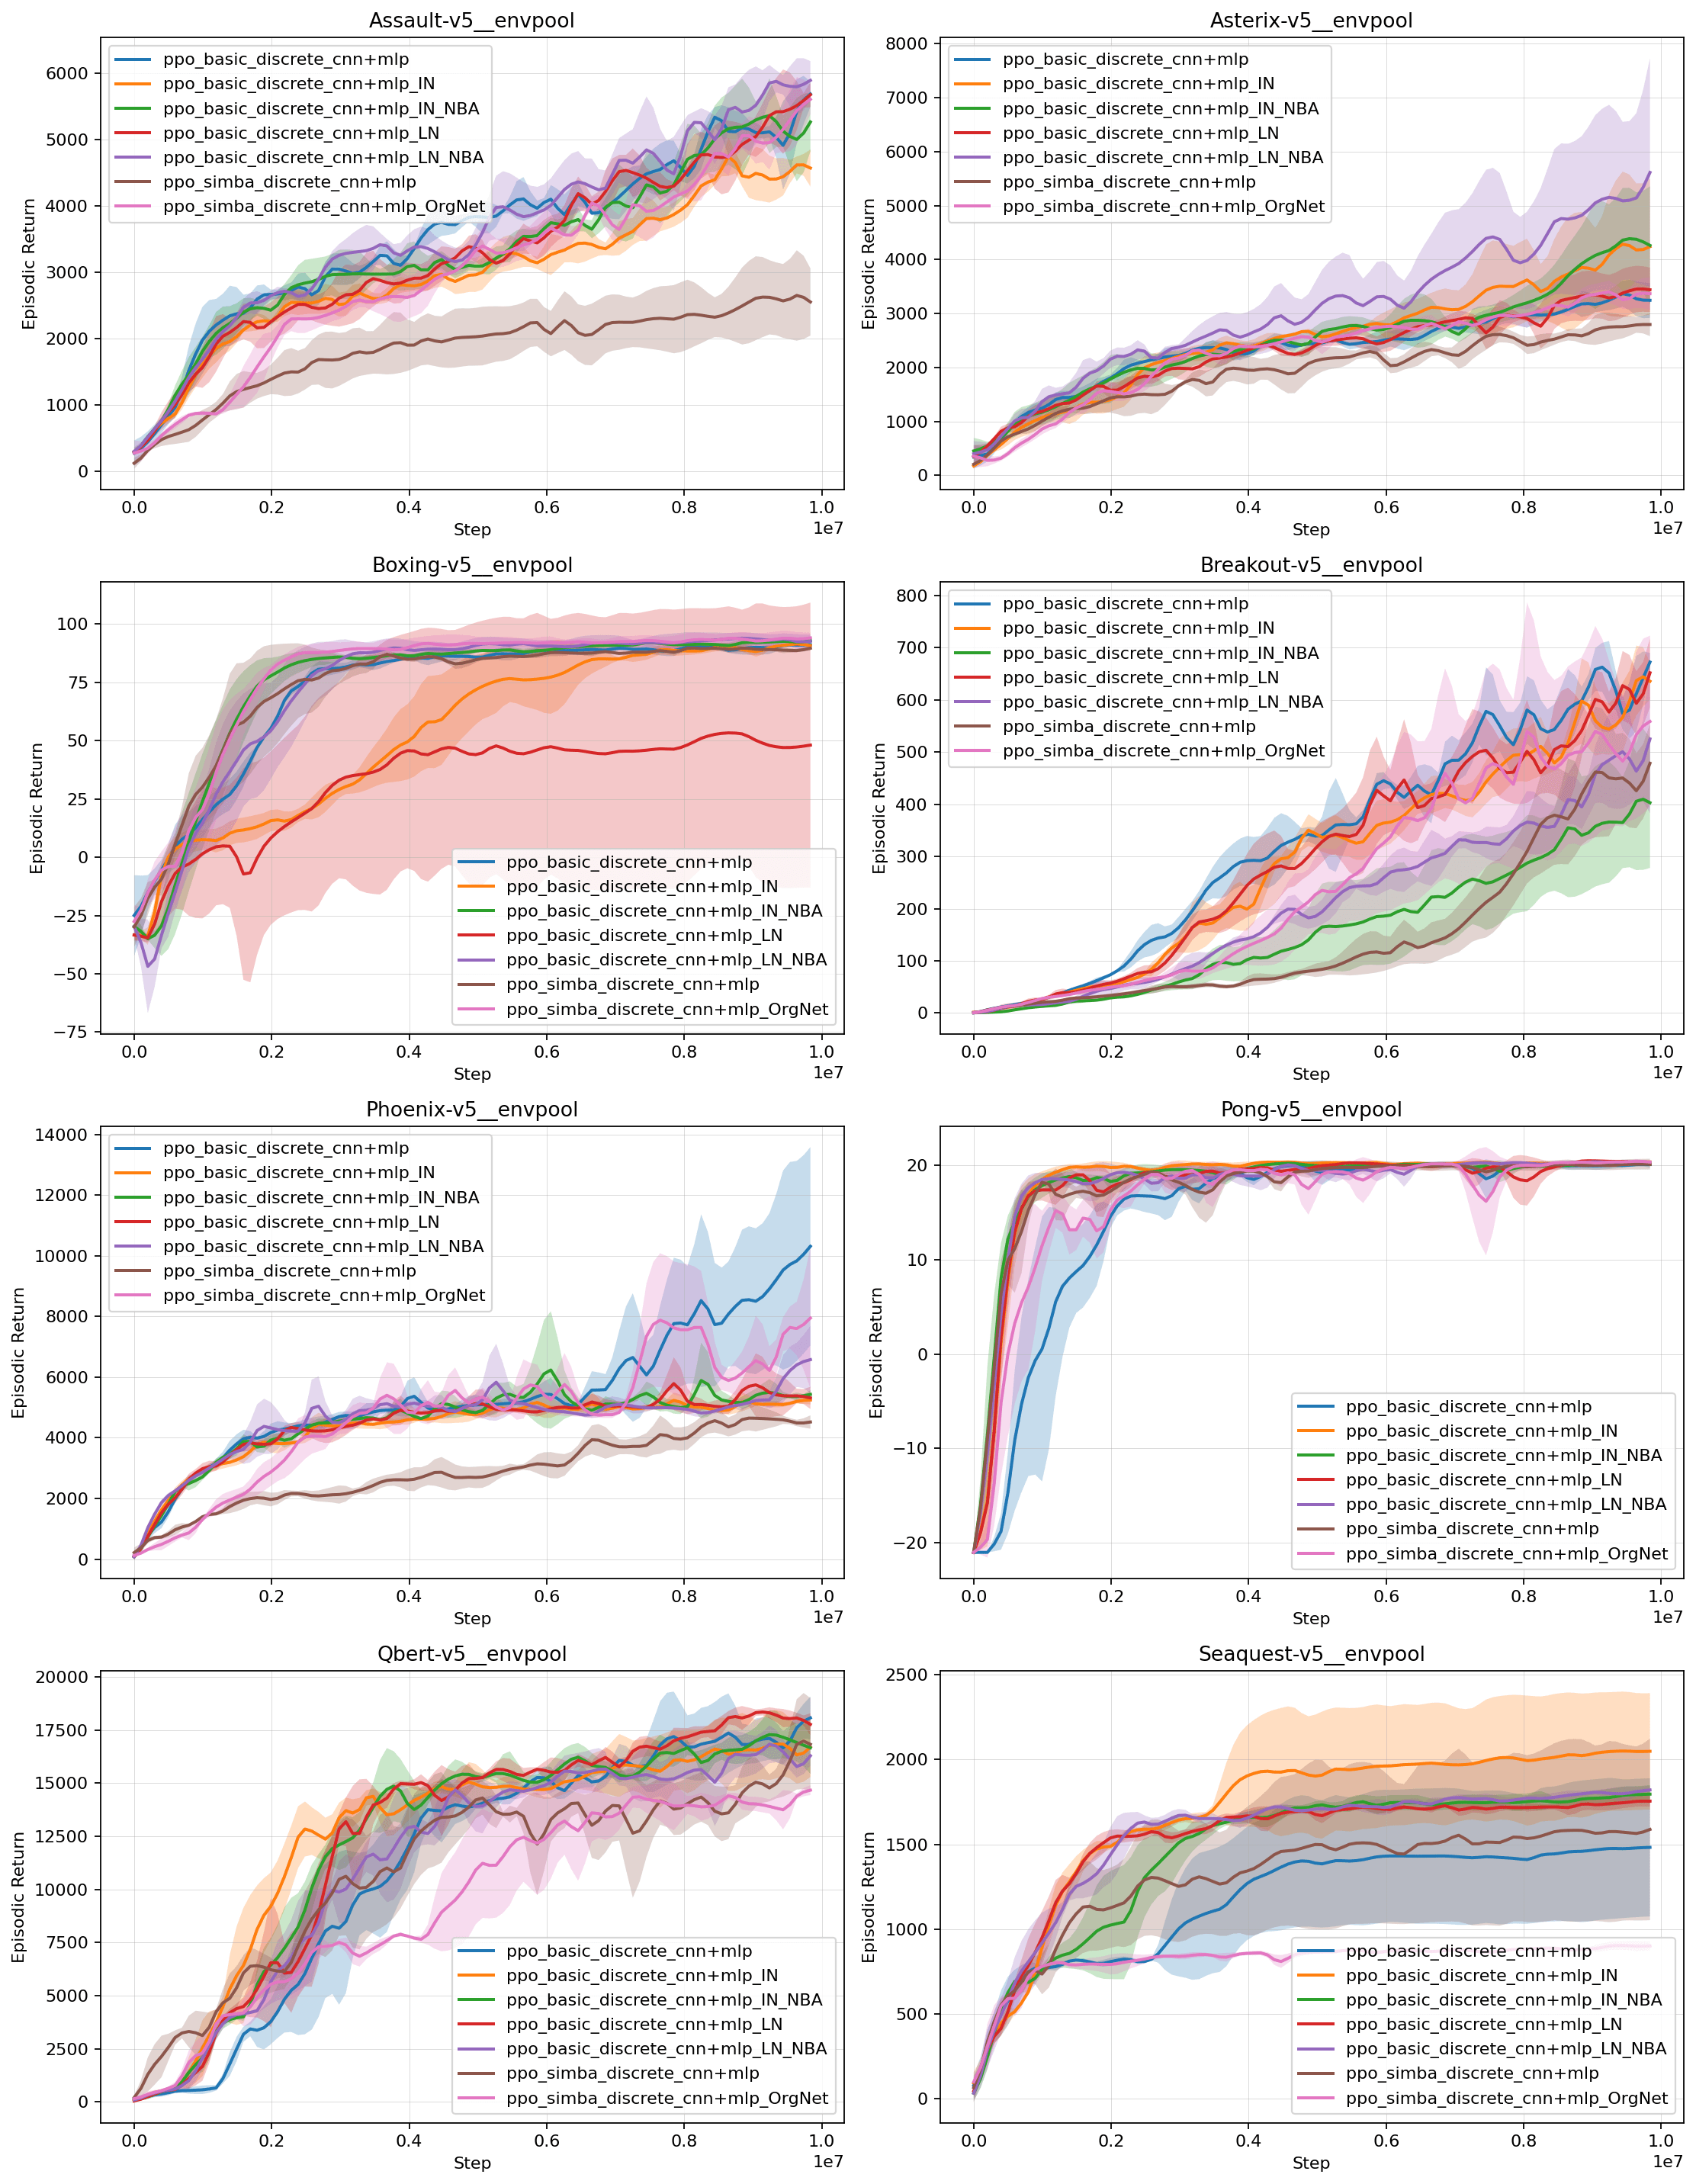 Assault-v5__envpool
6000
5000
4000
3000
2000
1000
0
Episodic Return
ppo_basic_discrete_cnn+mlp
ppo_basic_discrete_cnn+mlp_IN
ppo_basic_discrete_cnn+mlp_IN_NBA
ppo_basic_discrete_cnn+mlp_LN
ppo_basic_discrete_cnn+mlp_LN_NBA
ppo_simba_discrete_cnn+mlp
ppo_simba_discrete_cnn+mlp_OrgNet
0.0 0.2 0.4 0.6 0.8 1.0
1e7
Step
Asterix-v5__envpool
8000
7000
6000
5000
4000
3000
2000
1000
0
Episodic Return
ppo_basic_discrete_cnn+mlp
ppo_basic_discrete_cnn+mlp_IN
ppo_basic_discrete_cnn+mlp_IN_NBA
ppo_basic_discrete_cnn+mlp_LN
ppo_basic_discrete_cnn+mlp_LN_NBA
ppo_simba_discrete_cnn+mlp
ppo_simba_discrete_cnn+mlp_OrgNet
0.0 0.2 0.4 0.6 0.8 1.0
1e7
Step
Boxing-v5__envpool
100
75
50
25
0
−25
−50
−75
Episodic Return
ppo_basic_discrete_cnn+mlp
ppo_basic_discrete_cnn+mlp_IN
ppo_basic_discrete_cnn+mlp_IN_NBA
ppo_basic_discrete_cnn+mlp_LN
ppo_basic_discrete_cnn+mlp_LN_NBA
ppo_simba_discrete_cnn+mlp
ppo_simba_discrete_cnn+mlp_OrgNet
0.0 0.2 0.4 0.6 0.8 1.0
1e7
Step
Breakout-v5__envpool
800
700
600
500
400
300
200
100
0
Episodic Return
ppo_basic_discrete_cnn+mlp
ppo_basic_discrete_cnn+mlp_IN
ppo_basic_discrete_cnn+mlp_IN_NBA
ppo_basic_discrete_cnn+mlp_LN
ppo_basic_discrete_cnn+mlp_LN_NBA
ppo_simba_discrete_cnn+mlp
ppo_simba_discrete_cnn+mlp_OrgNet
0.0 0.2 0.4 0.6 0.8 1.0
1e7
Step
Phoenix-v5__envpool
14000
12000
10000
8000
6000
4000
2000
0
Episodic Return
ppo_basic_discrete_cnn+mlp
ppo_basic_discrete_cnn+mlp_IN
ppo_basic_discrete_cnn+mlp_IN_NBA
ppo_basic_discrete_cnn+mlp_LN
ppo_basic_discrete_cnn+mlp_LN_NBA
ppo_simba_discrete_cnn+mlp
ppo_simba_discrete_cnn+mlp_OrgNet
0.0 0.2 0.4 0.6 0.8 1.0
1e7
Step
Pong-v5__envpool
20
10
0
−10
−20
Episodic Return
ppo_basic_discrete_cnn+mlp
ppo_basic_discrete_cnn+mlp_IN
ppo_basic_discrete_cnn+mlp_IN_NBA
ppo_basic_discrete_cnn+mlp_LN
ppo_basic_discrete_cnn+mlp_LN_NBA
ppo_simba_discrete_cnn+mlp
ppo_simba_discrete_cnn+mlp_OrgNet
0.0 0.2 0.4 0.6 0.8 1.0
1e7
Step
Qbert-v5__envpool
20000
17500
15000
12500
10000
7500
5000
2500
0
Episodic Return
ppo_basic_discrete_cnn+mlp
ppo_basic_discrete_cnn+mlp_IN
ppo_basic_discrete_cnn+mlp_IN_NBA
ppo_basic_discrete_cnn+mlp_LN
ppo_basic_discrete_cnn+mlp_LN_NBA
ppo_simba_discrete_cnn+mlp
ppo_simba_discrete_cnn+mlp_OrgNet
0.0 0.2 0.4 0.6 0.8 1.0
1e7
Step
Seaquest-v5__envpool
2500
2000
1500
1000
500
0
Episodic Return
ppo_basic_discrete_cnn+mlp
ppo_basic_discrete_cnn+mlp_IN
ppo_basic_discrete_cnn+mlp_IN_NBA
ppo_basic_discrete_cnn+mlp_LN
ppo_basic_discrete_cnn+mlp_LN_NBA
ppo_simba_discrete_cnn+mlp
ppo_simba_discrete_cnn+mlp_OrgNet
0.0 0.2 0.4 0.6 0.8 1.0
1e7
Step